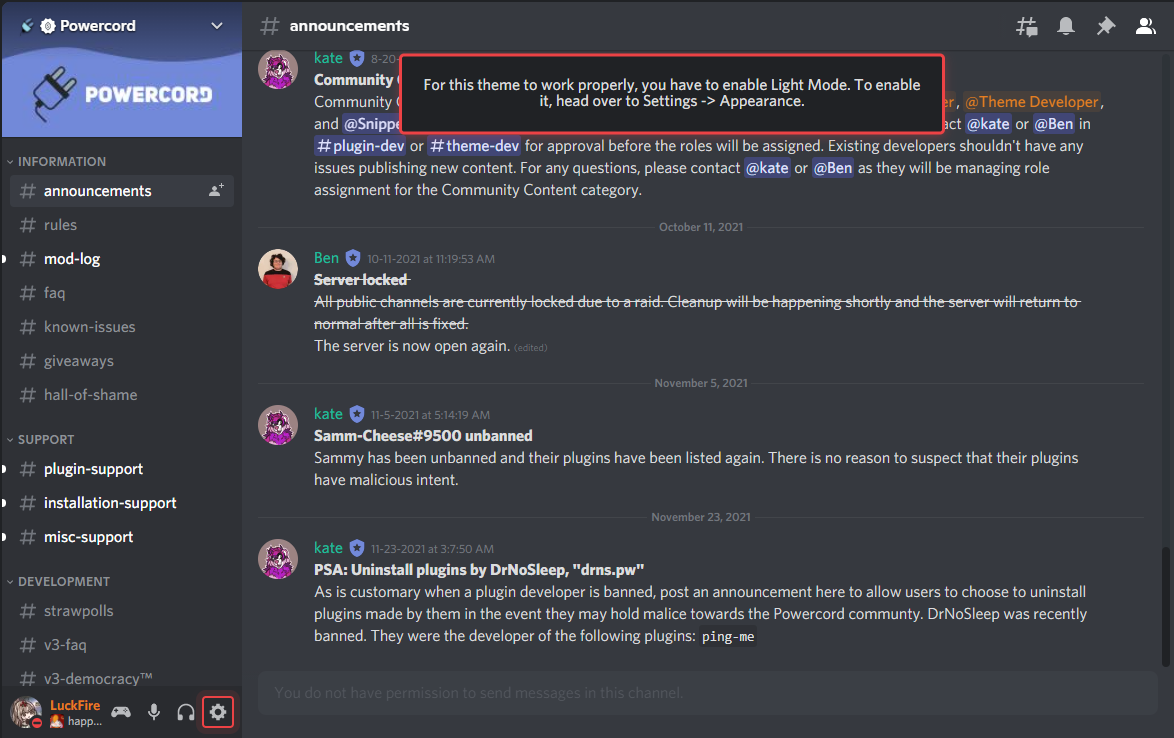 Powercord
# announcements
POWERCORD
INFORMATION
# announcements
# rules
# mod-log
# faq
# known-issues
# giveaways
# hall-of-shame
SUPPORT
# plugin-support
# installation-support
# misc-support
DEVELOPMENT
# strawpolls
# v3-faq
# v3-democracy™
LuckFire
happ...
For this theme to work properly, you have to enable Light Mode. To enable
it, head over to Settings -> Appearance.
kate 8-20-
Community
Community @Theme Developer,
and @Snippe @kate or @Ben in
#plugin-dev or #theme-dev for approval before the roles will be assigned. Existing developers shouldn't have any
issues publishing new content. For any questions, please contact @kate or @Ben as they will be managing role
assignment for the Community Content category.
October 11, 2021
Ben 10-11-2021 at 11:19:53 AM
Server locked
All public channels are currently locked due to a raid. Cleanup will be happening shortly and the server will return to
normal after all is fixed.
The server is now open again. (edited)
November 5, 2021
kate 11-5-2021 at 5:14:19 AM
Samm-Cheese#9500 unbanned
Sammy has been unbanned and their plugins have been listed again. There is no reason to suspect that their plugins
have malicious intent.
November 23, 2021
kate 11-23-2021 at 3:7:50 AM
PSA: Uninstall plugins by DrNoSleep, "drns.pw"
As is customary when a plugin developer is banned, post an announcement here to allow users to choose to uninstall
plugins made by them in the event they may hold malice towards the Powercord communty. DrNoSleep was recently
banned. They were the developer of the following plugins: ping-me
You do not have permission to send messages in this channel.